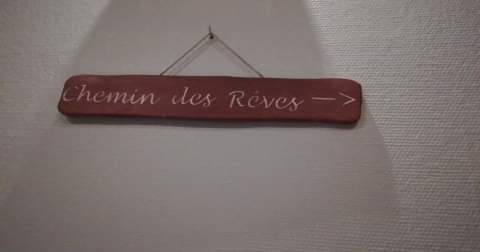 Chemin des Rêves —>